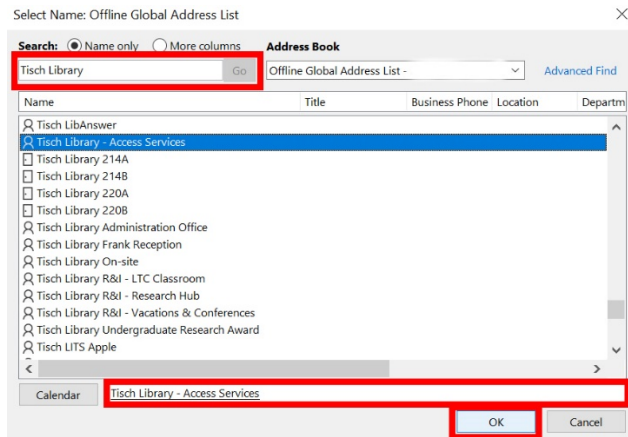 Select Name: Offline Global Address List
Search: Name only More columns Address Book
Tisch Library Go Offline Global Address List - Advanced Find
Name Title Business Phone Location Departm
Tisch LibAnswer
Tisch Library - Access Services
Tisch Library 214A
Tisch Library 214B
Tisch Library 220A
Tisch Library 220B
Tisch Library Administration Office
Tisch Library Frank Reception
Tisch Library On-site
Tisch Library R&I - LTC Classroom
Tisch Library R&I - Research Hub
Tisch Library R&I - Vacations & Conferences
Tisch Library Undergraduate Research Award
Tisch LITS Apple
Calendar Tisch Library - Access Services
OK Cancel